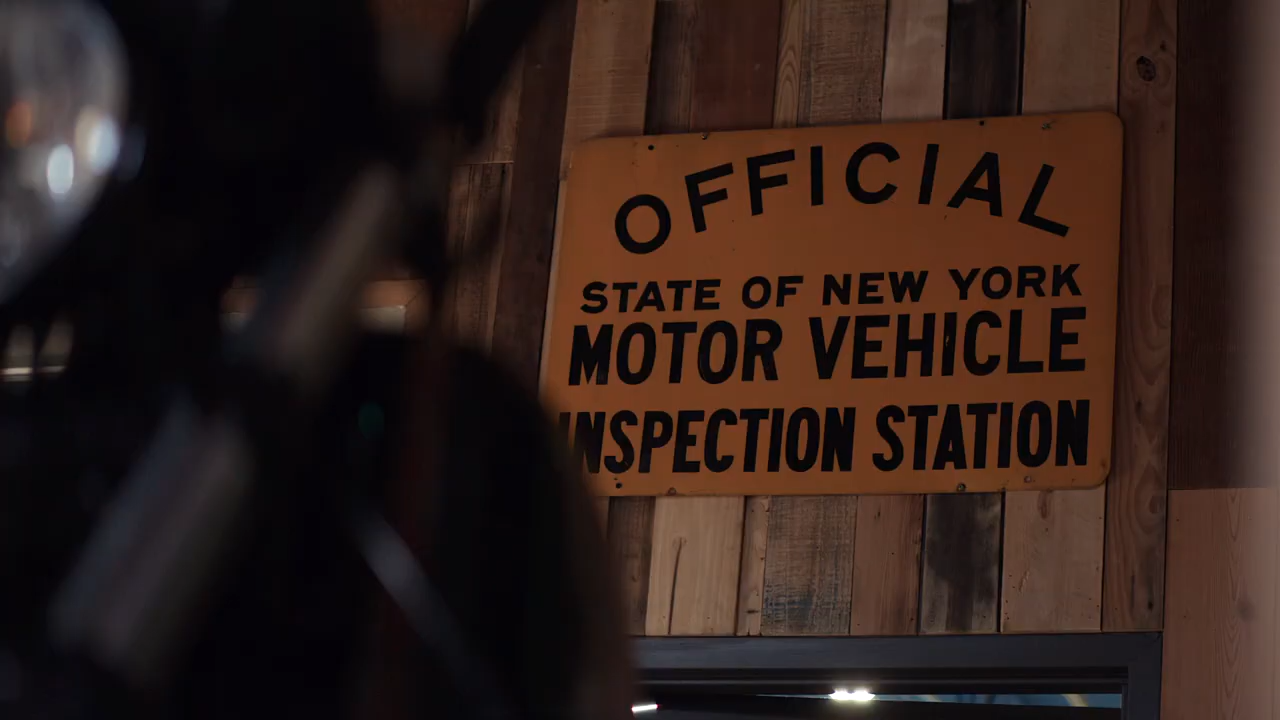 OFFICIAL
STATE OF NEW YORK
MOTOR VEHICLE
INSPECTION STATION